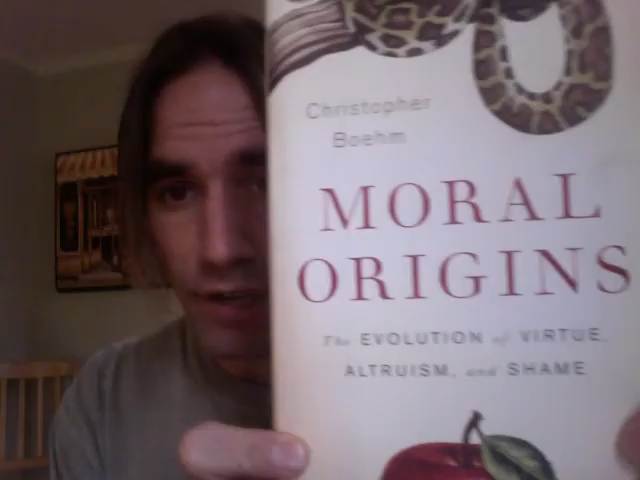 Christopher
Boehm
MORAL
ORIGINS
The EVOLUTION of VIRTUE,
ALTRUISM, and SHAME